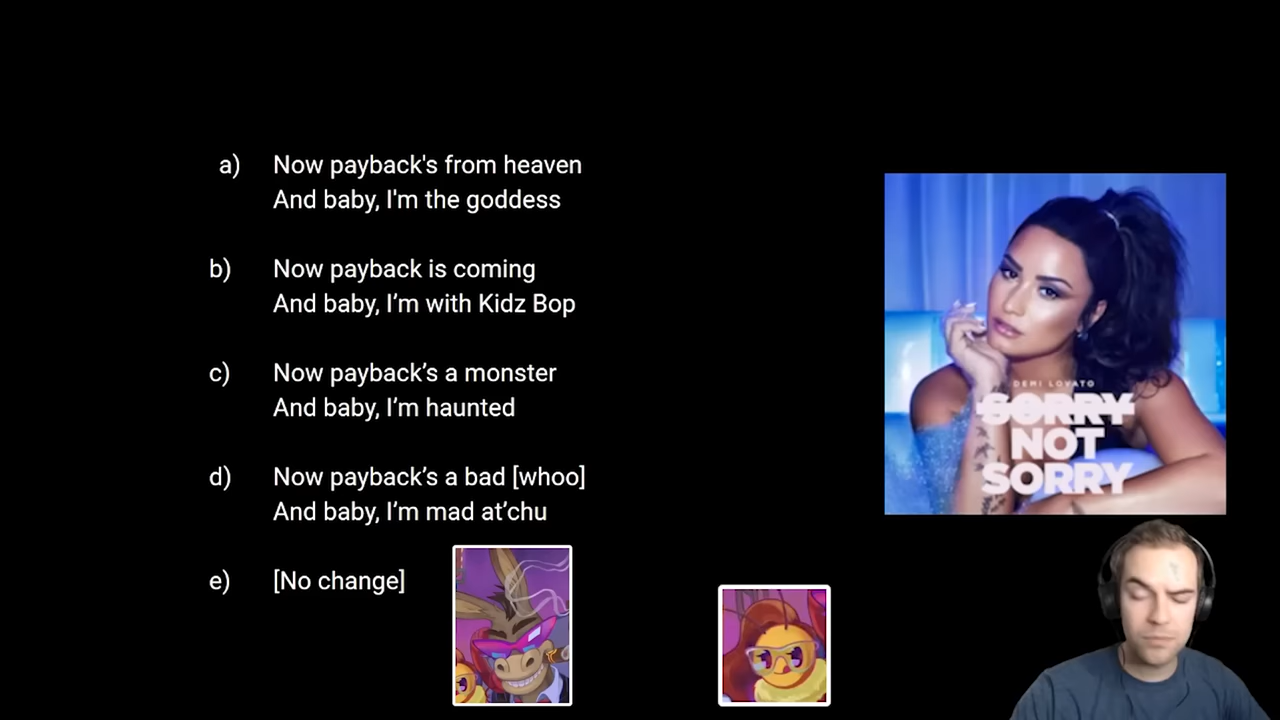 a) Now payback's from heaven
And baby, I'm the goddess
b) Now payback is coming
And baby, I’m with Kidz Bop
c) Now payback’s a monster
And baby, I’m haunted
d) Now payback’s a bad [whoo]
And baby, I’m mad at’chu
e) [No change]
DEMI LOVATO
SORRY
NOT
SORRY